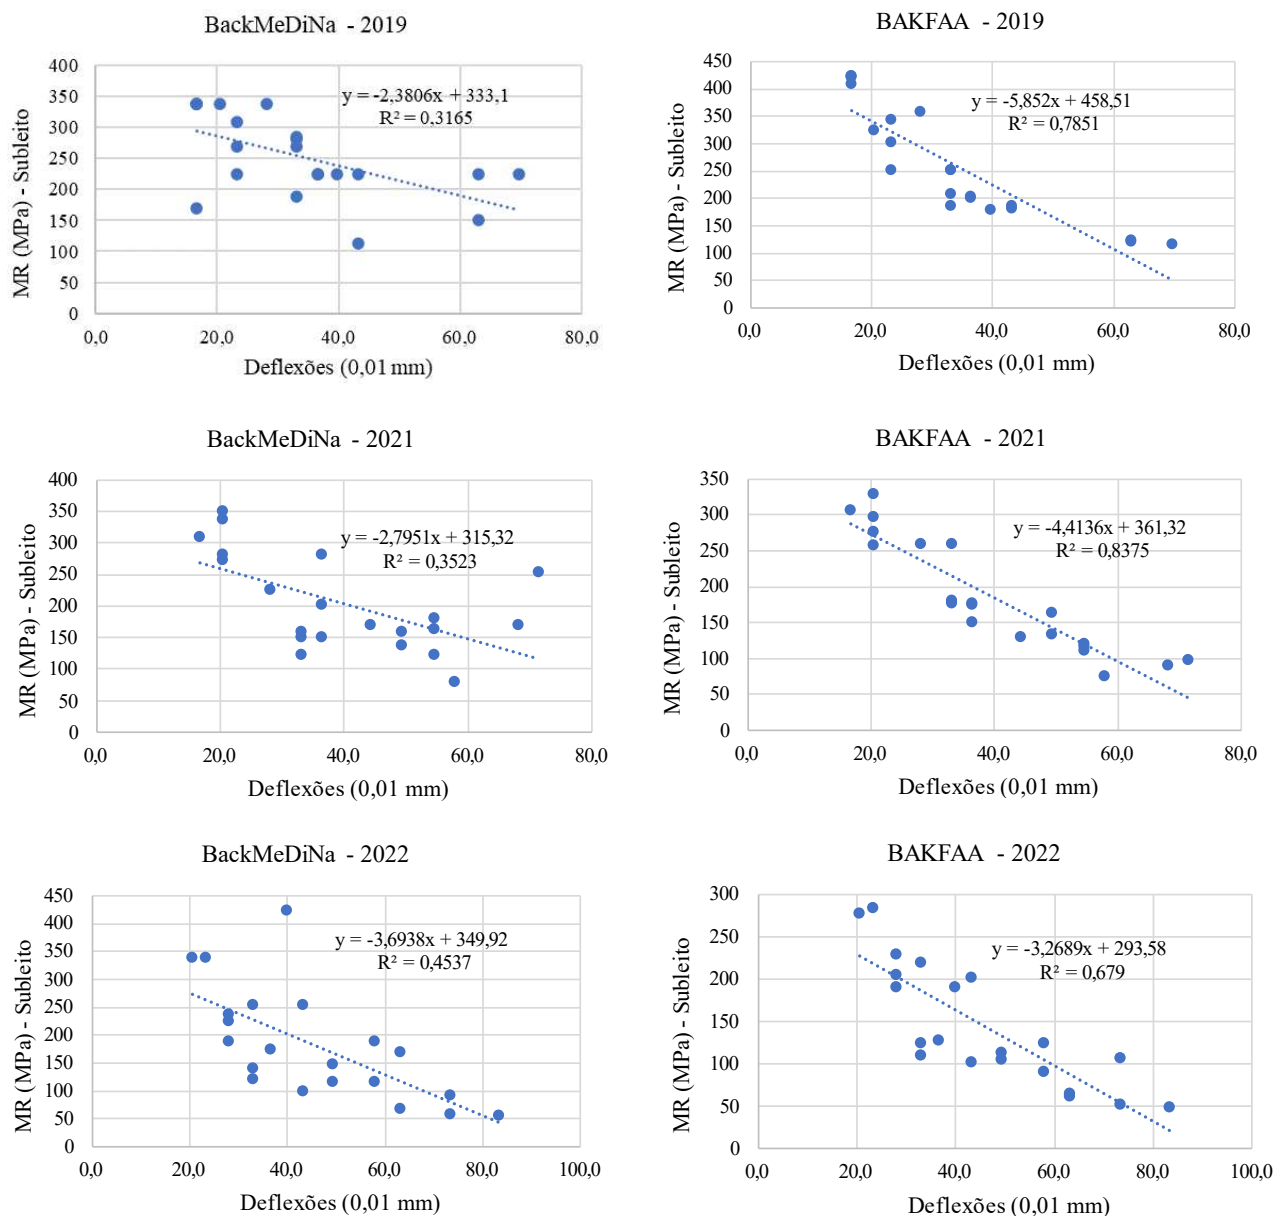 BackMeDiNa - 2019
MR (MPa) - Subleito
400
350
300
250
200
150
100
50
0
y = -2,3806x + 333,1
R² = 0,3165
0,0 20,0 40,0 60,0 80,0
Deflexões (0,01 mm)
BAKFAA - 2019
MR (MPa) - Subleito
450
400
350
300
250
200
150
100
50
0
y = -5,852x + 458,51
R² = 0,7851
0,0 20,0 40,0 60,0 80,0
Deflexões (0,01 mm)
BackMeDiNa - 2021
MR (MPa) - Subleito
400
350
300
250
200
150
100
50
0
y = -2,7951x + 315,32
R² = 0,3523
0,0 20,0 40,0 60,0 80,0
Deflexões (0,01 mm)
BAKFAA - 2021
MR (MPa) - Subleito
350
300
250
200
150
100
50
0
y = -4,4136x + 361,32
R² = 0,8375
0,0 20,0 40,0 60,0 80,0
Deflexões (0,01 mm)
BackMeDiNa - 2022
MR (MPa) - Subleito
450
400
350
300
250
200
150
100
50
0
y = -3,6938x + 349,92
R² = 0,4537
0,0 20,0 40,0 60,0 80,0 100,0
Deflexões (0,01 mm)
BAKFAA - 2022
MR (MPa) - Subleito
300
250
200
150
100
50
0
y = -3,2689x + 293,58
R² = 0,679
0,0 20,0 40,0 60,0 80,0 100,0
Deflexões (0,01 mm)